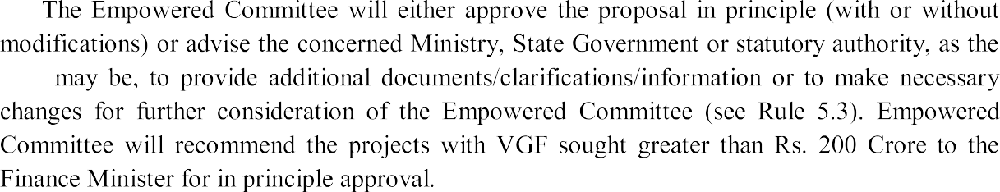 The Empowered Committee will either approve the proposal in principle (with or without
modifications) or advise the concerned Ministry, State Government or statutory authority, as the
may be, to provide additional documents/clarifications/information or to make necessary
changes for further consideration of the Empowered Committee (see Rule 5.3). Empowered
Committee will recommend the projects with VGF sought greater than Rs. 200 Crore to the
Finance Minister for in principle approval.